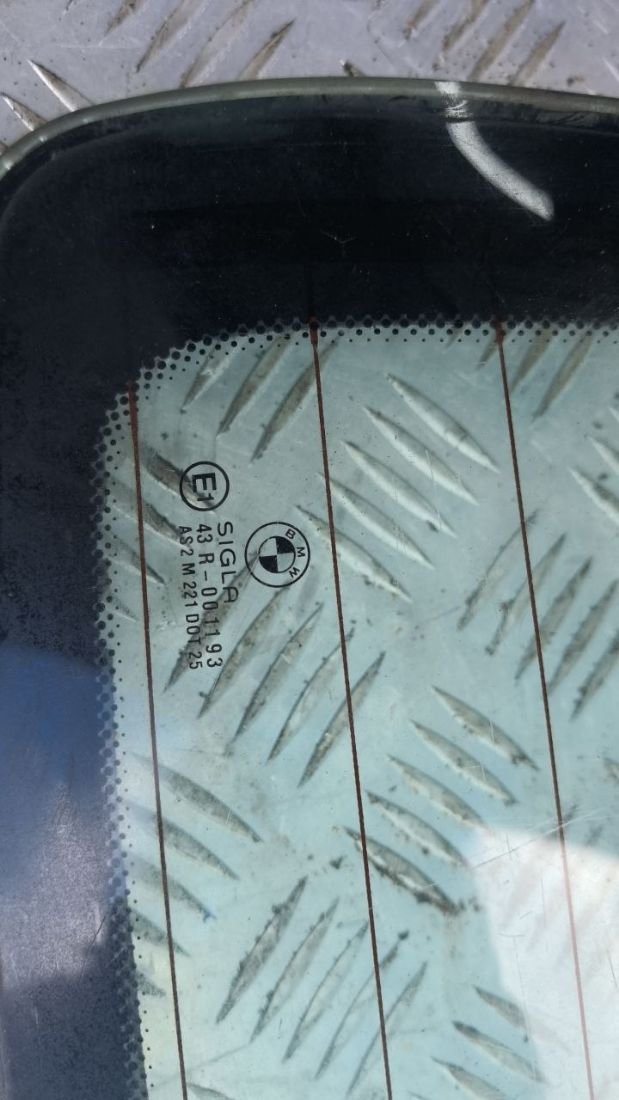 E1
SIGLA
43 R-001193
AS2 M 221 DOT 25
BMW